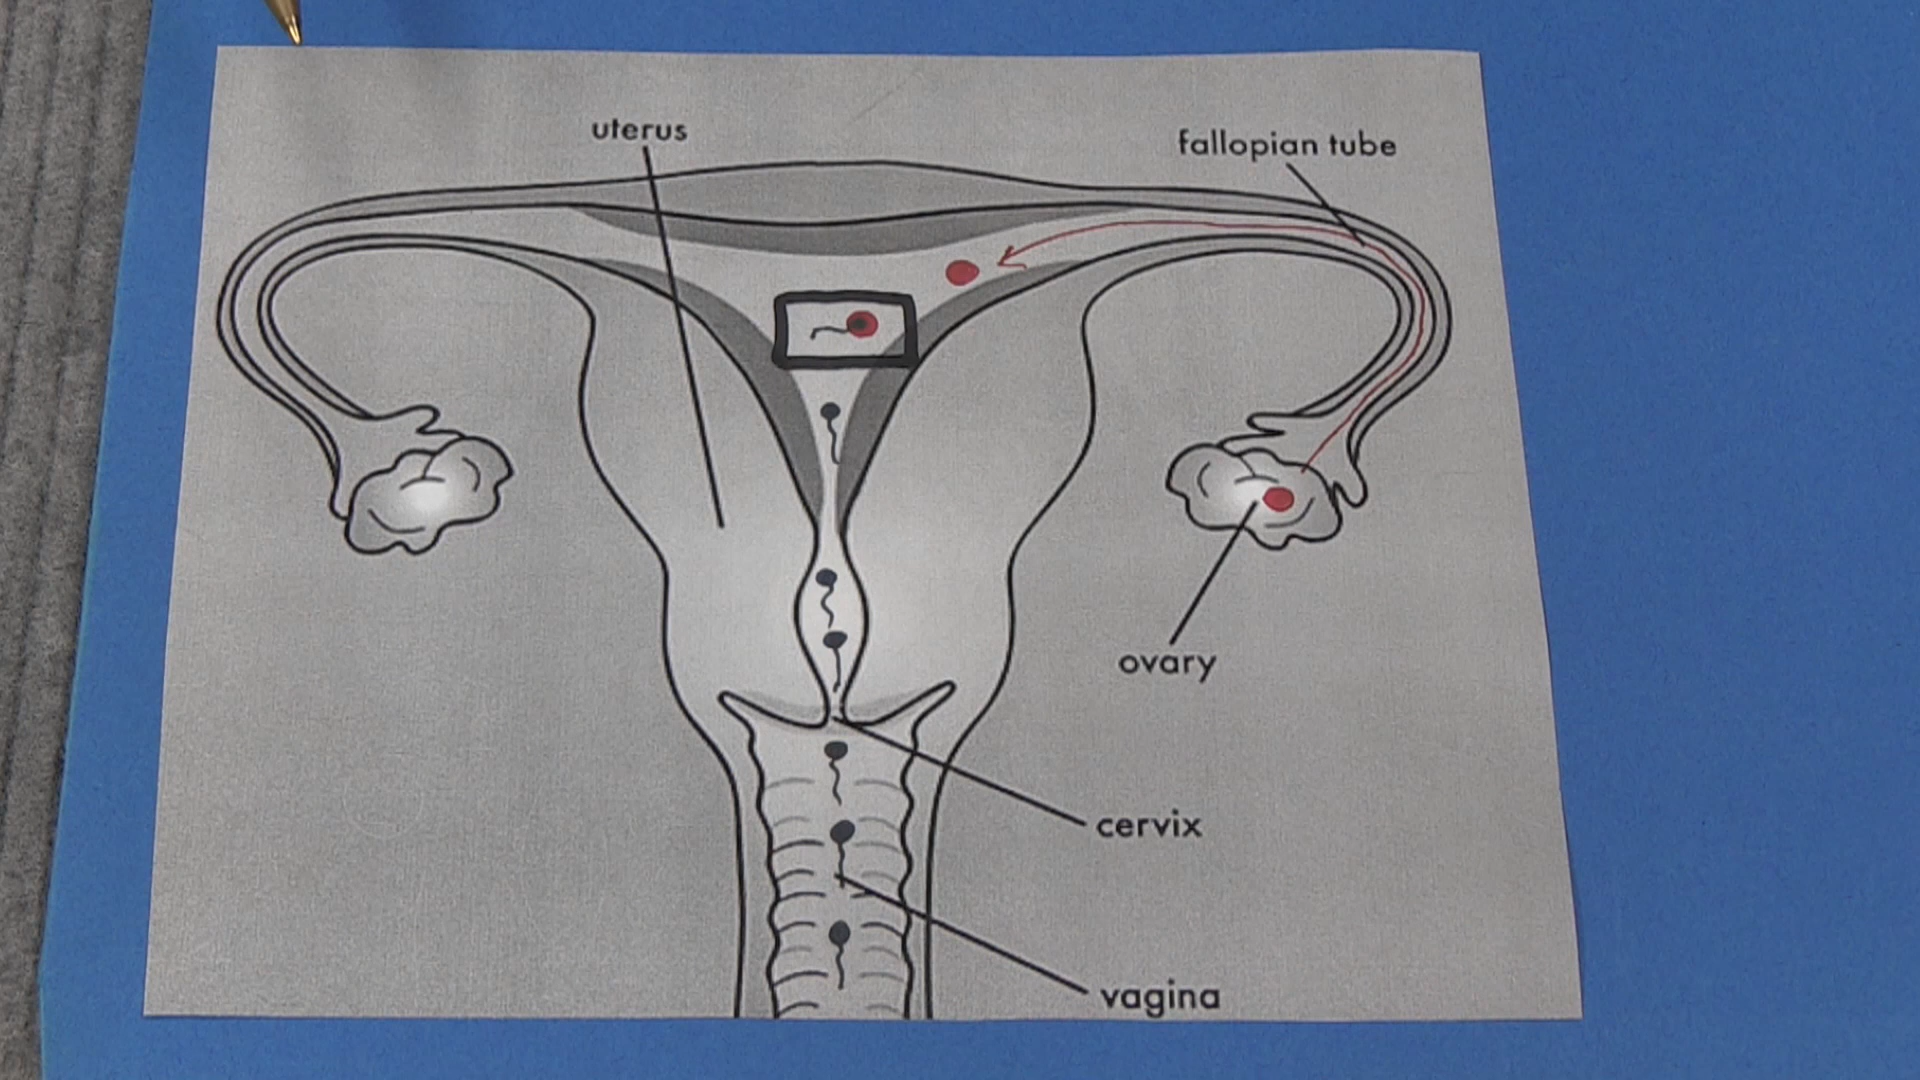 uterus
fallopian tube
ovary
cervix
vagina